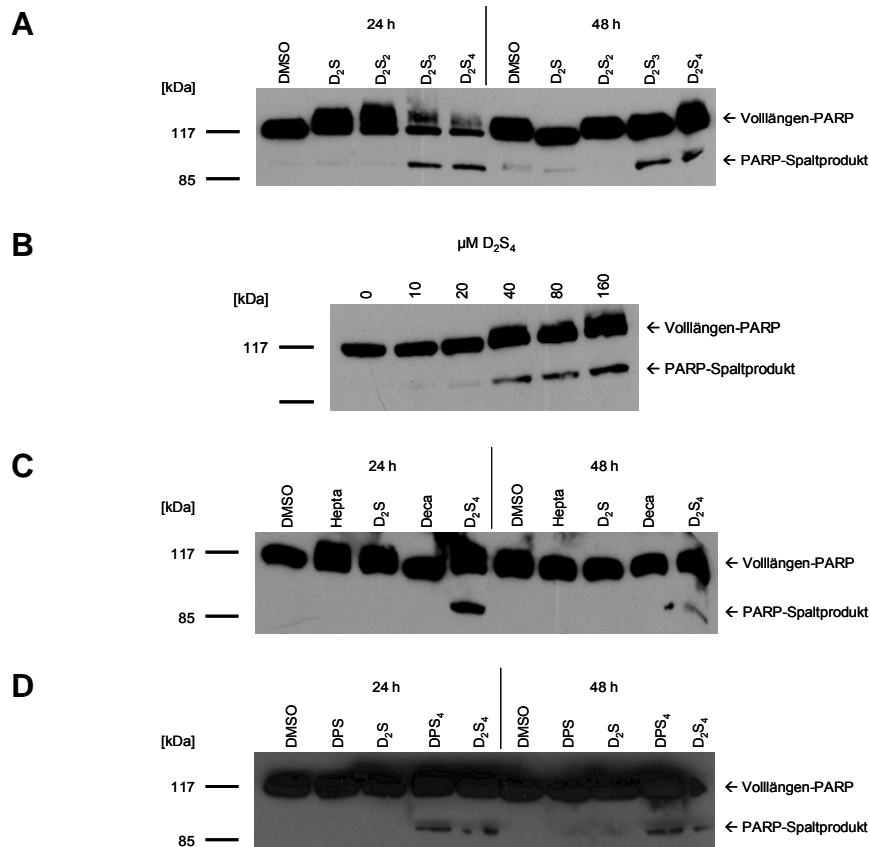 A
24 h
48 h
DMSO
D₂S
D₂S₂
D₂S₃
D₂S₄
DMSO
D₂S
D₂S₂
D₂S₃
D₂S₄
[kDa]
117
85
← Volllängen-PARP
← PARP-Spaltprodukt
B
µM D₂S₄
0
10
20
40
80
160
[kDa]
117
← Volllängen-PARP
← PARP-Spaltprodukt
C
24 h
48 h
DMSO
Hepta
D₂S
Deca
D₂S₄
DMSO
Hepta
D₂S
Deca
D₂S₄
[kDa]
117
85
← Volllängen-PARP
← PARP-Spaltprodukt
D
24 h
48 h
DMSO
DPS
D₂S
DPS₄
D₂S₄
DMSO
DPS
D₂S
DPS₄
D₂S₄
[kDa]
117
85
← Volllängen-PARP
← PARP-Spaltprodukt